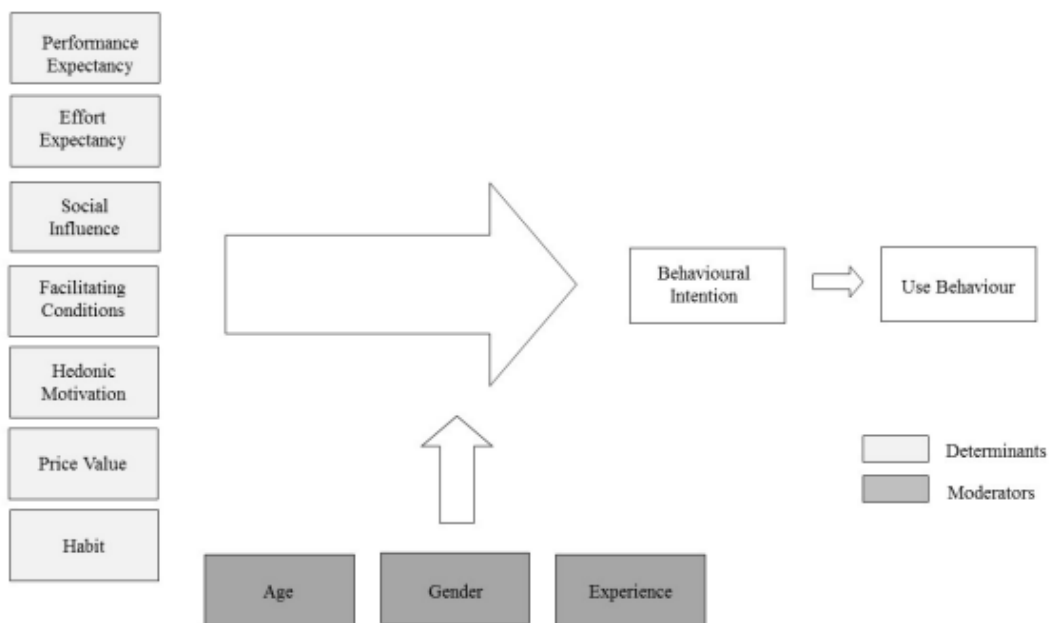 Performance
Expectancy
Effort
Expectancy
Social
Influence
Facilitating
Conditions
Hedonic
Motivation
Price Value
Habit
Behavioural
Intention
Use Behaviour
Determinants
Moderators
Age
Gender
Experience